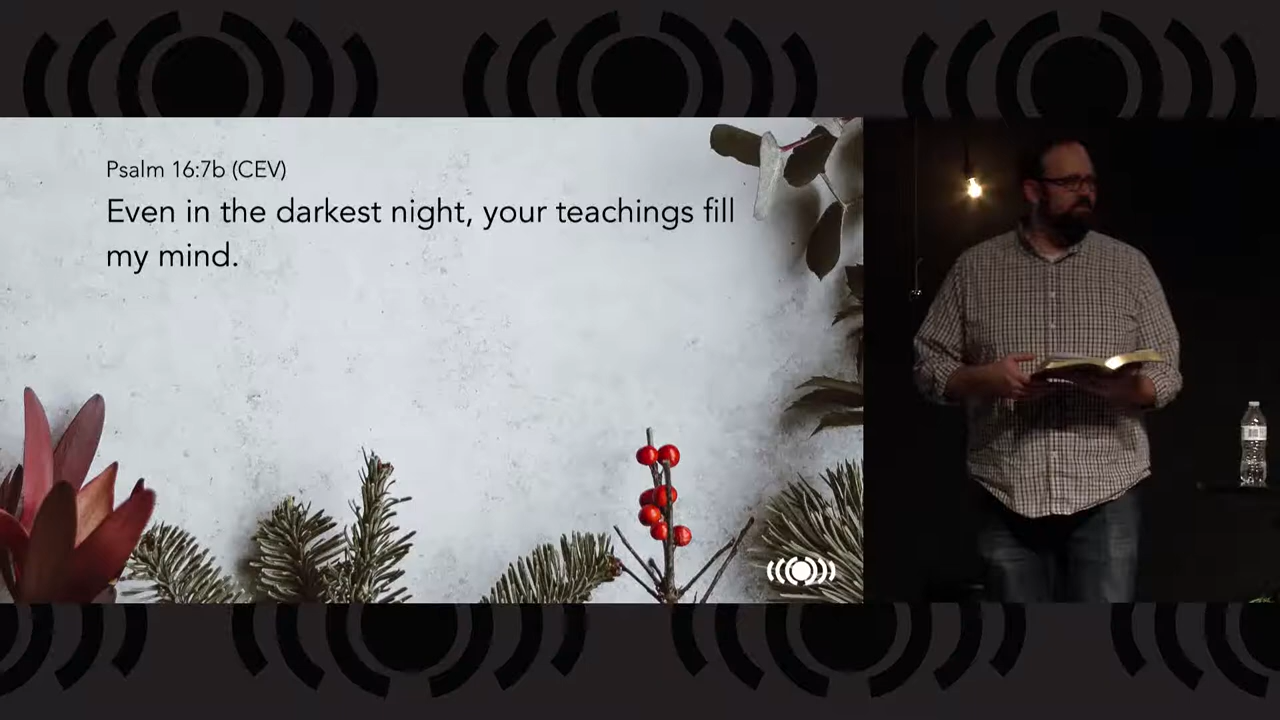 Psalm 16:7b (CEV)
Even in the darkest night, your teachings fill
my mind.